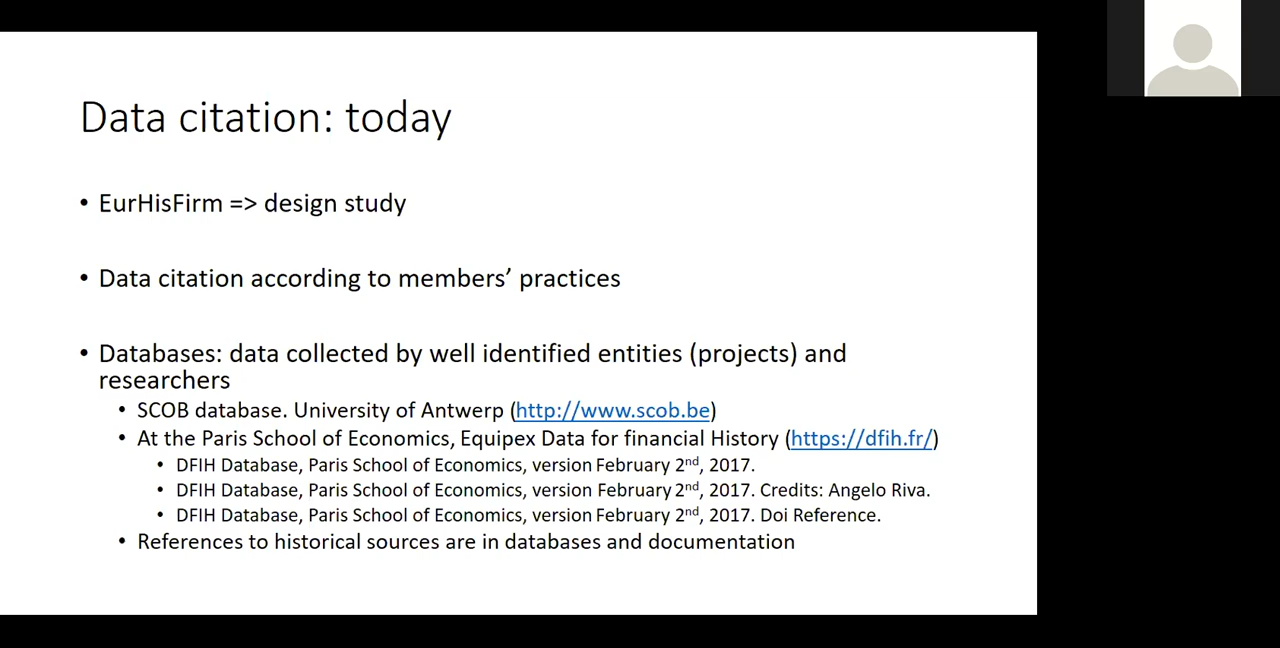 Data citation: today
• EurHisFirm => design study
• Data citation according to members’ practices
• Databases: data collected by well identified entities (projects) and
researchers
• SCOB database. University of Antwerp (http://www.scob.be)
• At the Paris School of Economics, Equipex Data for financial History (https://dfih.fr/)
• DFIH Database, Paris School of Economics, version February 2nd, 2017.
• DFIH Database, Paris School of Economics, version February 2nd, 2017. Credits: Angelo Riva.
• DFIH Database, Paris School of Economics, version February 2nd, 2017. Doi Reference.
• References to historical sources are in databases and documentation